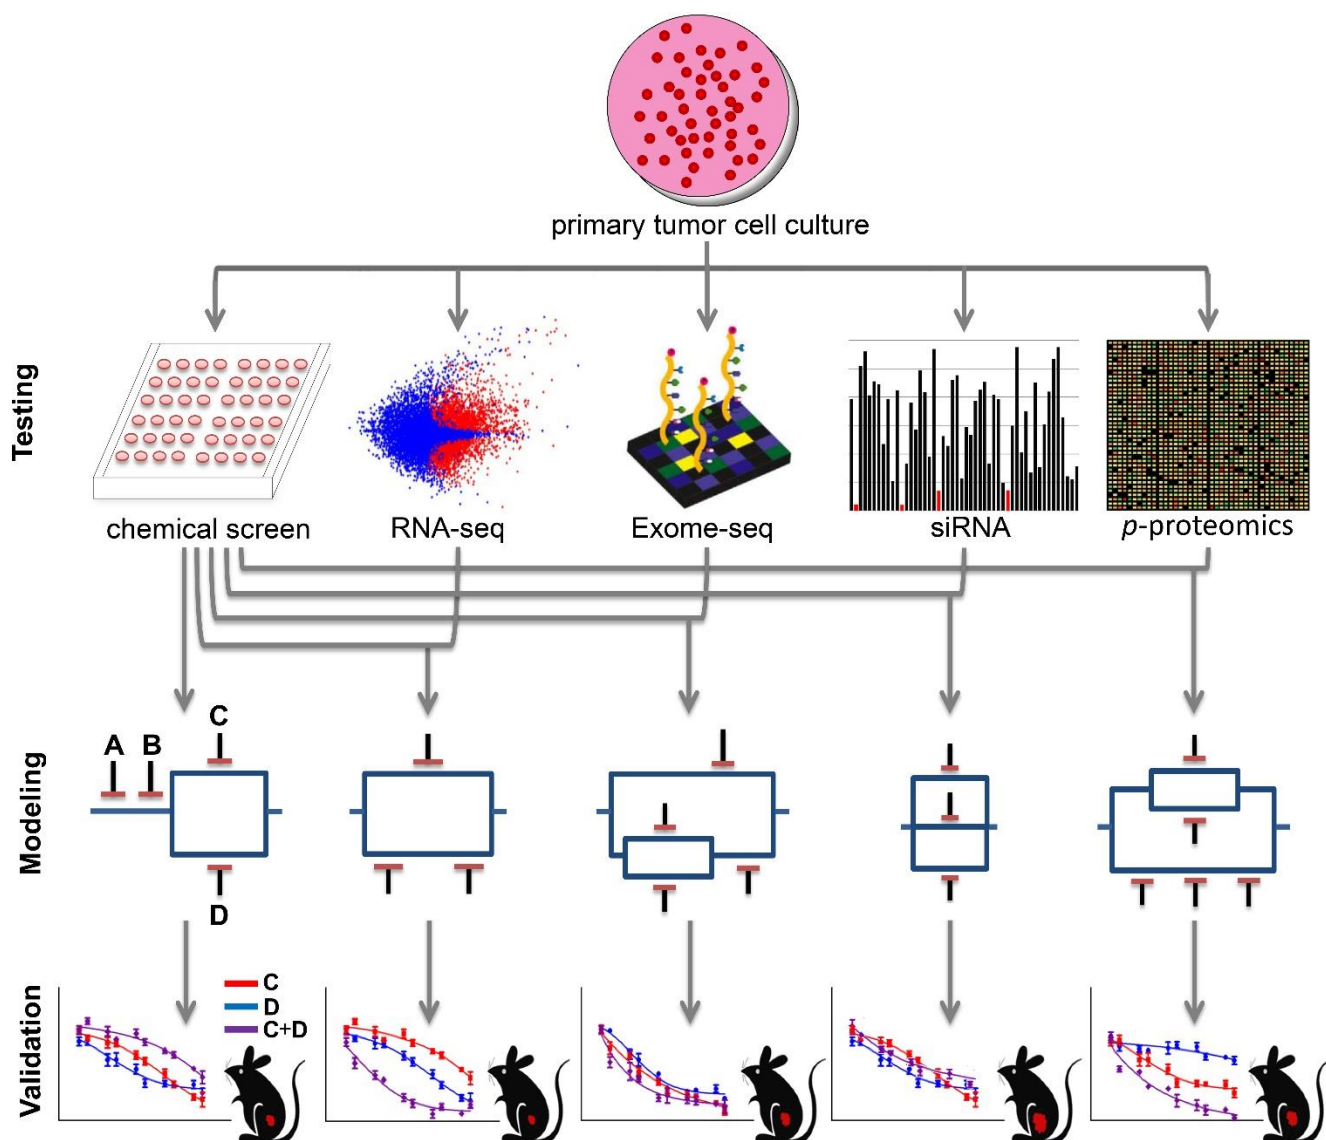 primary tumor cell culture
Testing
chemical screen
RNA-seq
Exome-seq
siRNA
p-proteomics
Modeling
A
B
C
D
Validation
C
D
C+D